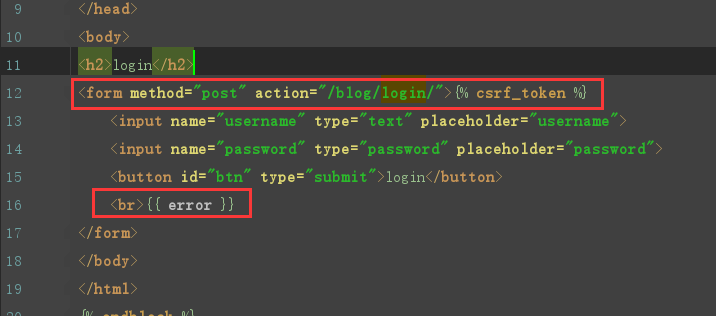 9 </head>
10 <body>
11 <h2>login</h2>
12 <form method="post" action="/blog/login/">{% csrf_token %}
13 <input name="username" type="text" placeholder="username">
14 <input name="password" type="password" placeholder="password">
15 <button id="btn" type="submit">login</button>
16 <br>{{ error }}
17 </form>
18 </body>
19 </html>